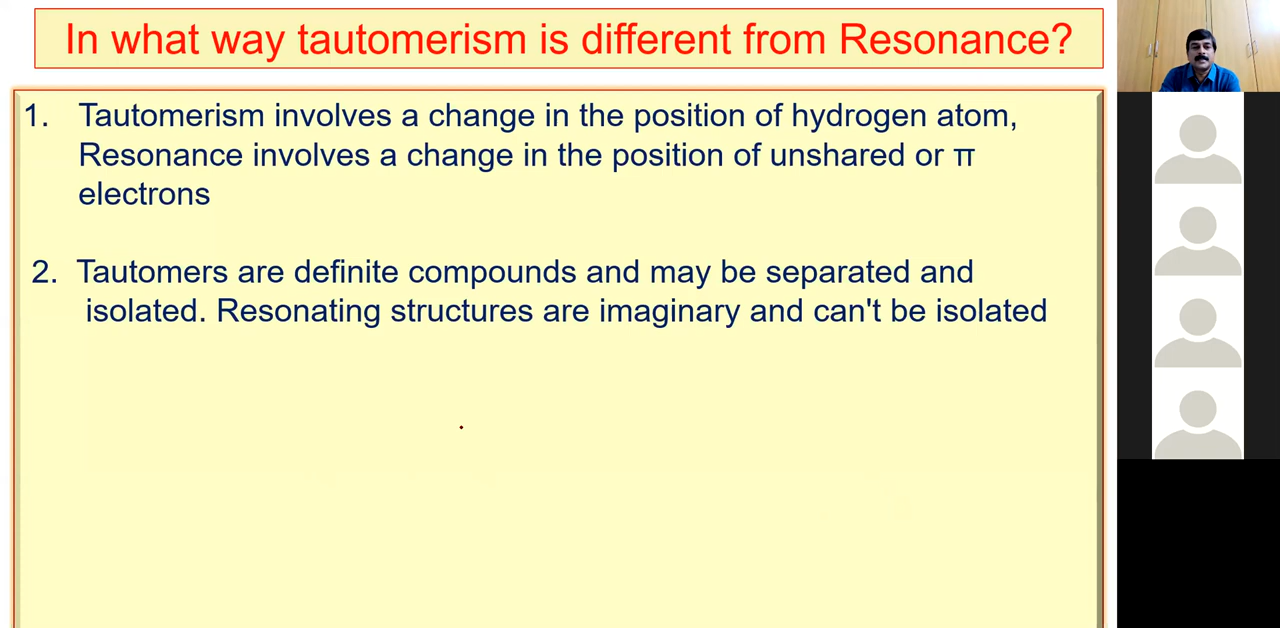 In what way tautomerism is different from Resonance?
1. Tautomerism involves a change in the position of hydrogen atom,
Resonance involves a change in the position of unshared or π
electrons
2. Tautomers are definite compounds and may be separated and
isolated. Resonating structures are imaginary and can't be isolated